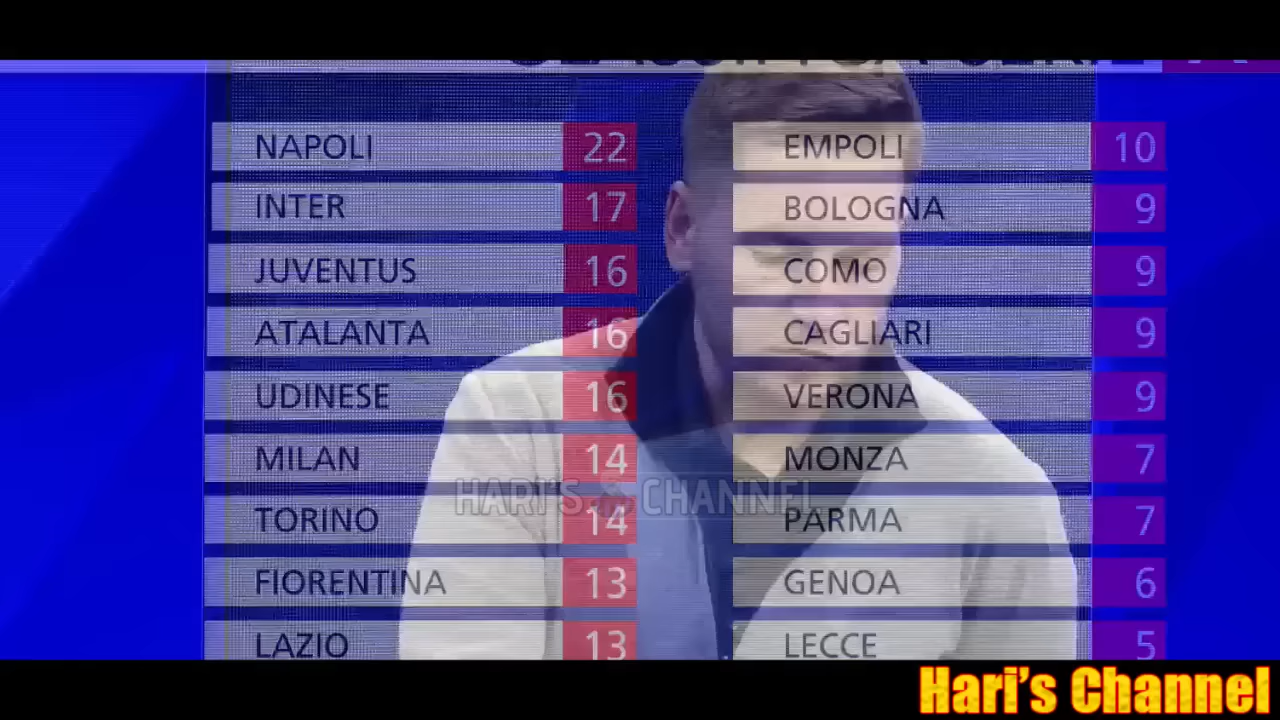 NAPOLI 22
INTER 17
JUVENTUS 16
ATALANTA 16
UDINESE 16
MILAN 14
TORINO 14
FIORENTINA 13
LAZIO 13
EMPOLI 10
BOLOGNA 9
COMO 9
CAGLIARI 9
VERONA 9
MONZA 7
PARMA 7
GENOA 6
LECCE 5
HARI'S CHANNEL
Hari's Channel